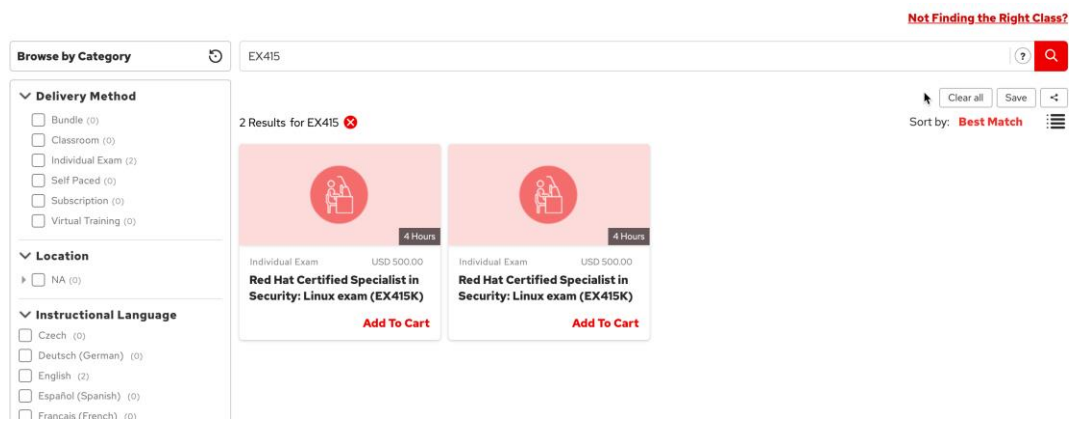 Not Finding the Right Class?
Browse by Category
EX415
?
Delivery Method
Bundle (0)
Classroom (0)
Individual Exam (2)
Self Paced (0)
Subscription (0)
Virtual Training (0)
Location
NA (0)
Instructional Language
Czech (0)
Deutsch (German) (0)
English (2)
Español (Spanish) (0)
Français (French) (0)
Clear all Save
2 Results for EX415
Sort by: Best Match
4 Hours
Individual Exam USD 500.00
Red Hat Certified Specialist in
Security: Linux exam (EX415K)
Add To Cart
4 Hours
Individual Exam USD 500.00
Red Hat Certified Specialist in
Security: Linux exam (EX415K)
Add To Cart